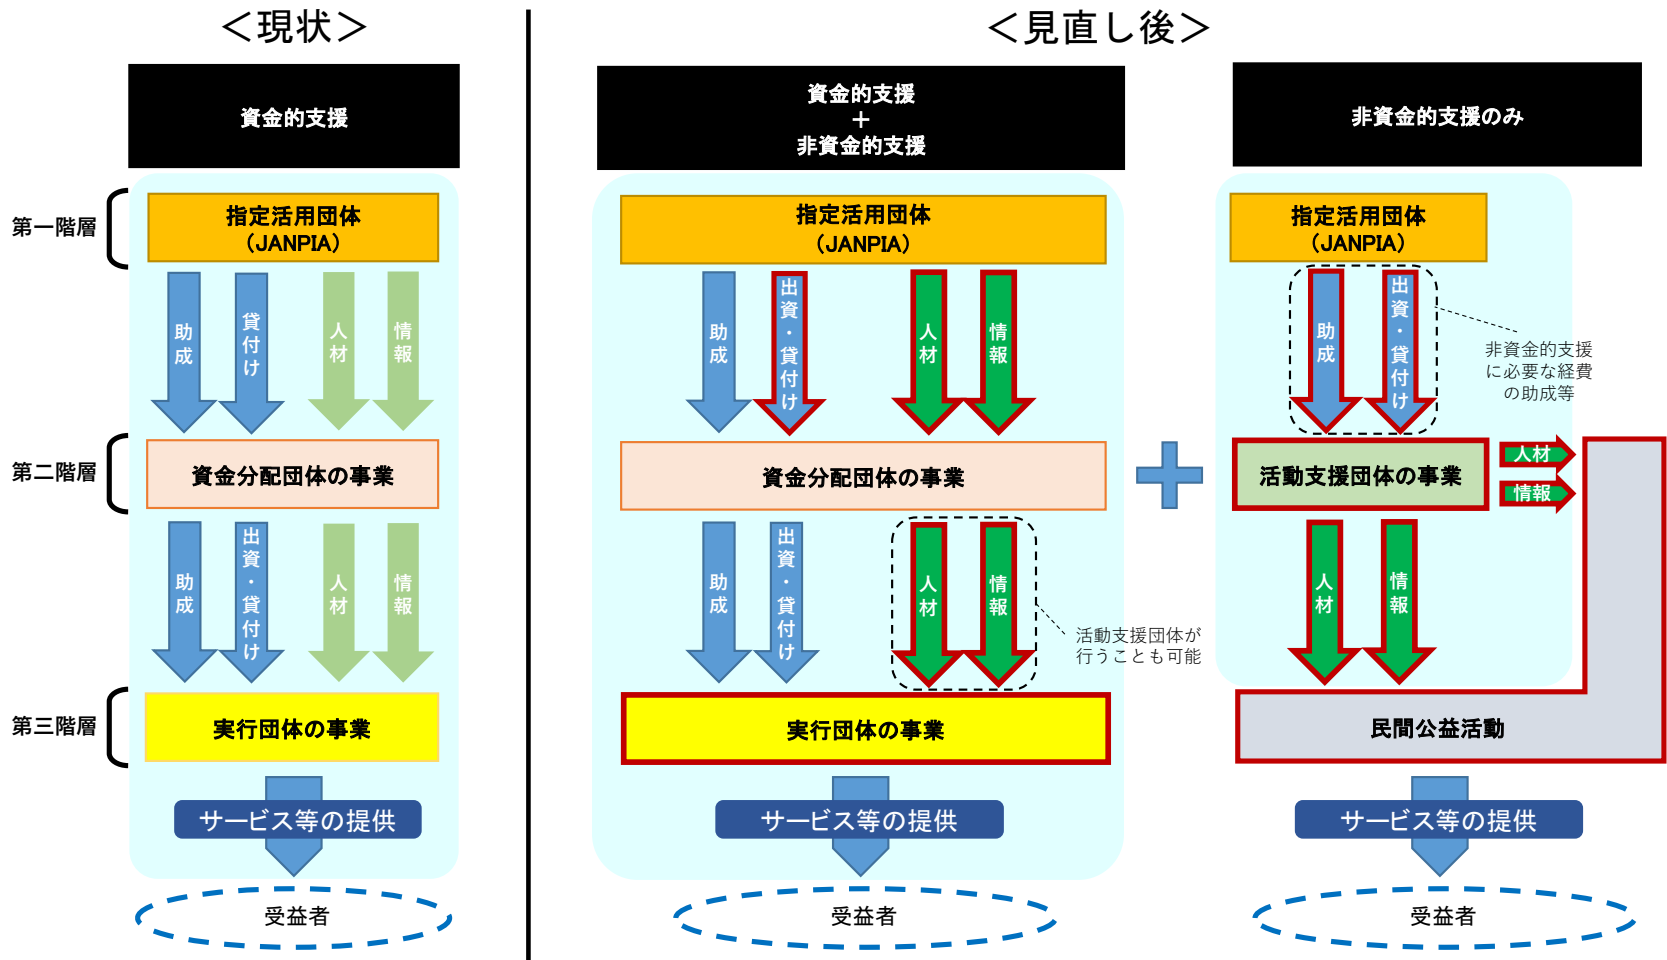 ＜現状＞
資金的支援
第一階層
指定活用団体
（JANPIA）
助成
貸付け
人材
情報
第二階層
資金分配団体の事業
助成
出資・貸付け
人材
情報
第三階層
実行団体の事業
サービス等の提供
受益者
＜見直し後＞
資金的支援
＋
非資金的支援
指定活用団体
（JANPIA）
助成
出資・貸付け
人材
情報
資金分配団体の事業
助成
出資・貸付け
人材
情報
活動支援団体が
行うことも可能
実行団体の事業
サービス等の提供
受益者
非資金的支援のみ
指定活用団体
（JANPIA）
助成
出資・貸付け
非資金的支援
に必要な経費
の助成等
活動支援団体の事業
人材
情報
人材
情報
民間公益活動
サービス等の提供
受益者